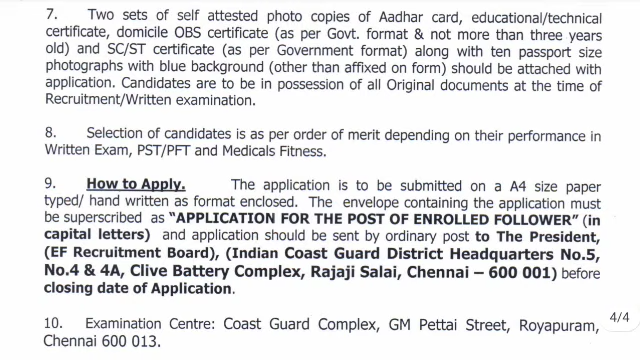 7. Two sets of self attested photo copies of Aadhar card, educational/technical
certificate, domicile OBS certificate (as per Govt. format & not more than three years
old) and SC/ST certificate (as per Government format) along with ten passport size
photographs with blue background (other than affixed on form) should be attached with
application. Candidates are to be in possession of all Original documents at the time of
Recruitment/Written examination.
8. Selection of candidates is as per order of merit depending on their performance in
Written Exam, PST/PFT and Medicals Fitness.
9. How to Apply. The application is to be submitted on a A4 size paper
typed/ hand written as format enclosed. The envelope containing the application must
be superscribed as “APPLICATION FOR THE POST OF ENROLLED FOLLOWER” (in
capital letters) and application should be sent by ordinary post to The President,
(EF Recruitment Board), (Indian Coast Guard District Headquarters No.5,
No.4 & 4A, Clive Battery Complex, Rajaji Salai, Chennai – 600 001) before
closing date of Application.
4/4
10. Examination Centre: Coast Guard Complex, GM Pettai Street, Royapuram,
Chennai 600 013.